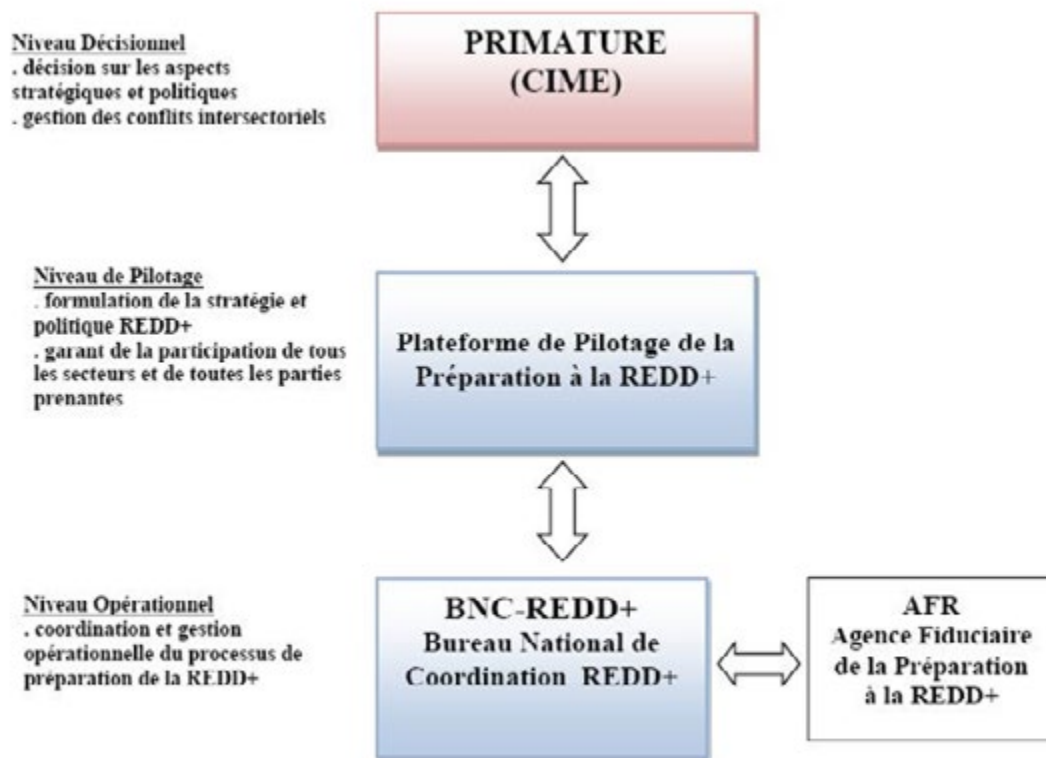 Niveau Décisionnel
. décision sur les aspects
stratégiques et politiques
. gestion des conflits intersectoriels
PRIMATURE
(CIME)
Niveau de Pilotage
. formulation de la stratégie et
politique REDD+
. garant de la participation de tous
les secteurs et de toutes les parties
prenantes
Plateforme de Pilotage de la
Préparation à la REDD+
Niveau Opérationnel
. coordination et gestion
opérationnelle du processus de
préparation de la REDD+
BNC-REDD+
Bureau National de
Coordination REDD+
AFR
Agence Fiduciaire
de la Préparation
à la REDD+